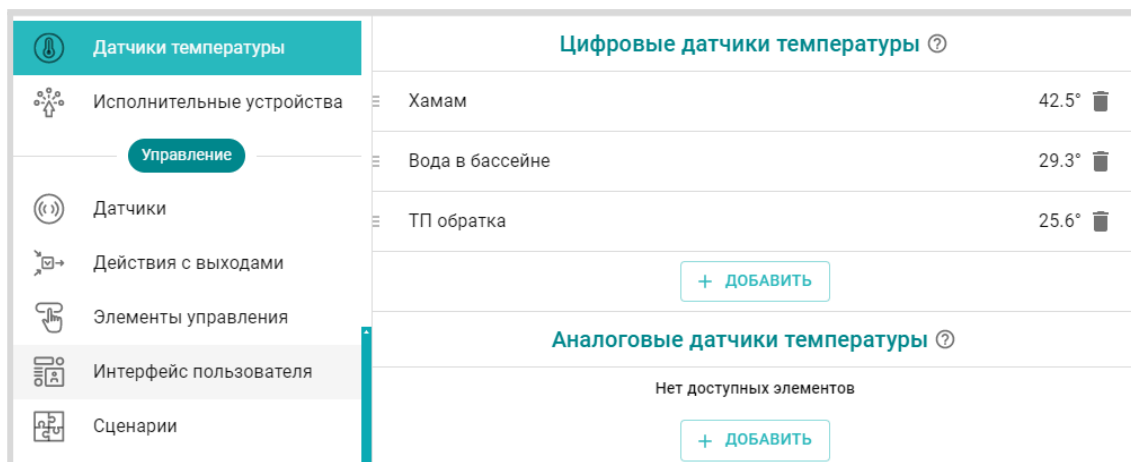 Датчики температуры
Исполнительные устройства
Управление
Датчики
Действия с выходами
Элементы управления
Интерфейс пользователя
Сценарии
Цифровые датчики температуры ?
Хамам 42.5°
Вода в бассейне 29.3°
ТП обратка 25.6°
+ ДОБАВИТЬ
Аналоговые датчики температуры ?
Нет доступных элементов
+ ДОБАВИТЬ